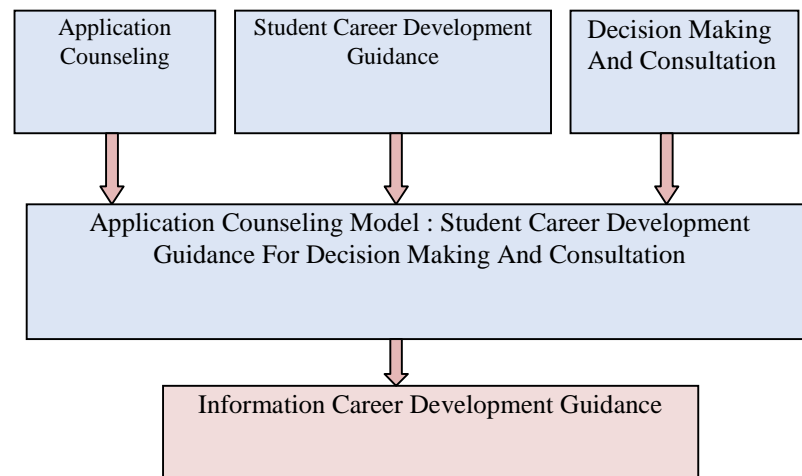 Application
Counseling
Student Career Development
Guidance
Decision Making
And Consultation
Application Counseling Model : Student Career Development
Guidance For Decision Making And Consultation
Information Career Development Guidance